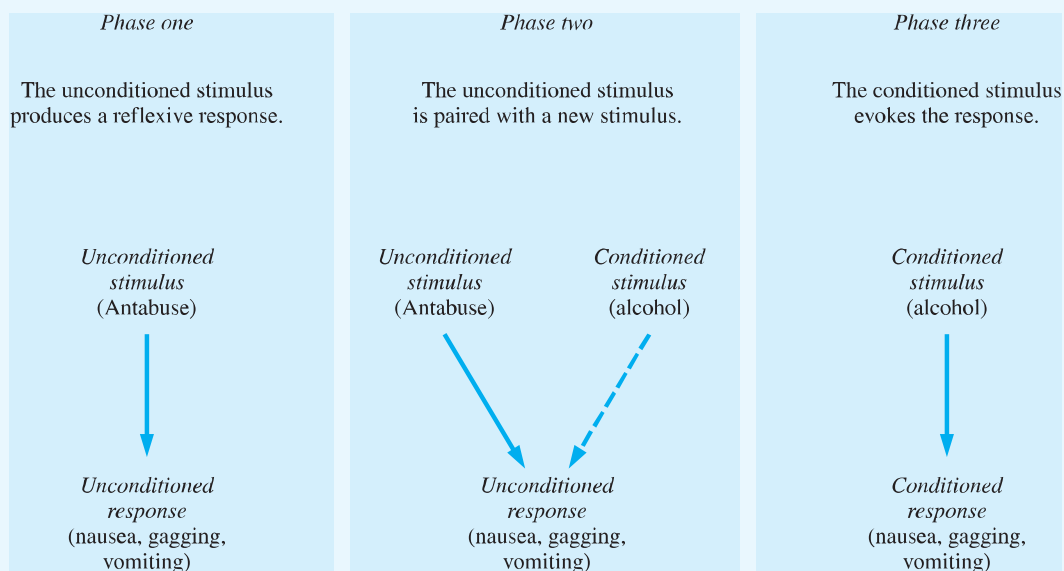 Phase one
The unconditioned stimulus
produces a reflexive response.
Unconditioned
stimulus
(Antabuse)
Unconditioned
response
(nausea, gagging,
vomiting)
Phase two
The unconditioned stimulus
is paired with a new stimulus.
Unconditioned
stimulus
(Antabuse)
Conditioned
stimulus
(alcohol)
Unconditioned
response
(nausea, gagging,
vomiting)
Phase three
The conditioned stimulus
evokes the response.
Conditioned
stimulus
(alcohol)
Conditioned
response
(nausea, gagging,
vomiting)